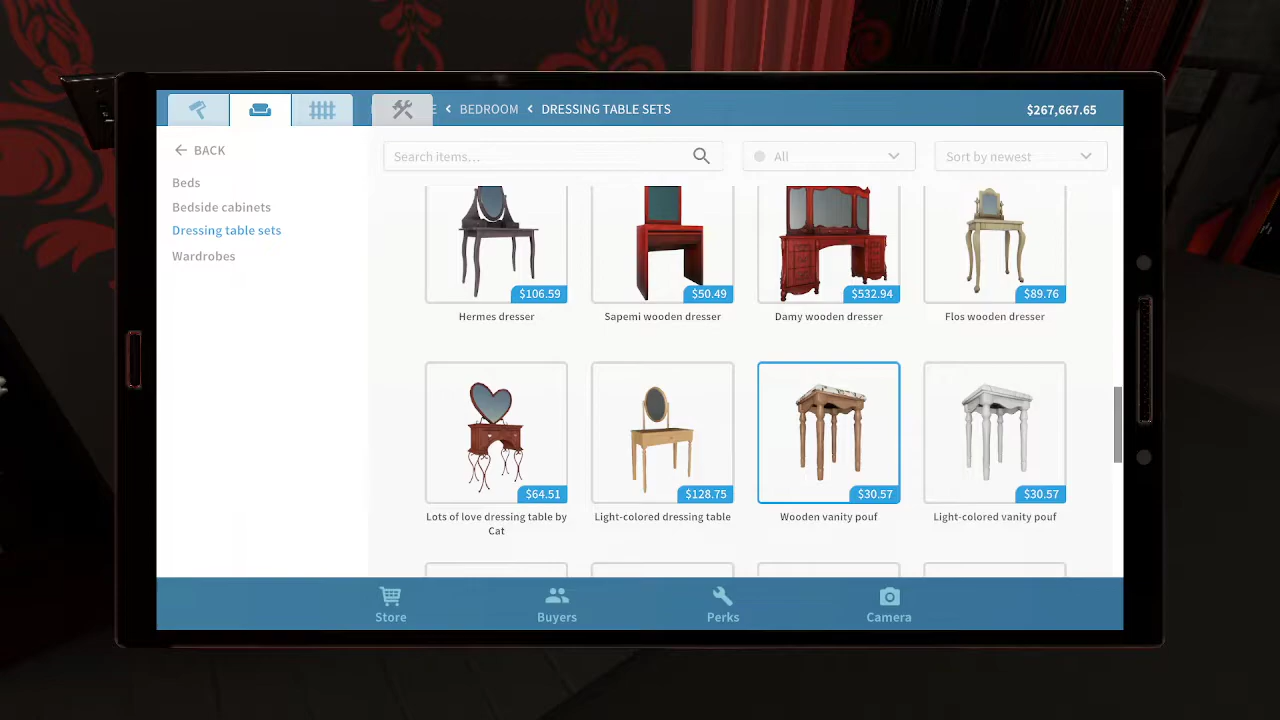 E < BEDROOM < DRESSING TABLE SETS
$267,667.65
BACK
Beds
Bedside cabinets
Dressing table sets
Wardrobes
Search items...
All
Sort by newest
$106.59
$50.49
$532.94
$89.76
Hermes dresser
Sapemi wooden dresser
Damy wooden dresser
Flos wooden dresser
$64.51
$128.75
$30.57
$30.57
Lots of love dressing table by
Cat
Light-colored dressing table
Wooden vanity pouf
Light-colored vanity pouf
Store
Buyers
Perks
Camera